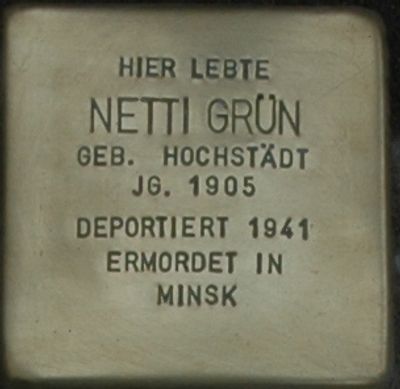 HIER LEBTE
NETTI GRÜN
GEB. HOCHSTÄDT
JG. 1905
DEPORTIERT 1941
ERMORDET IN
MINSK